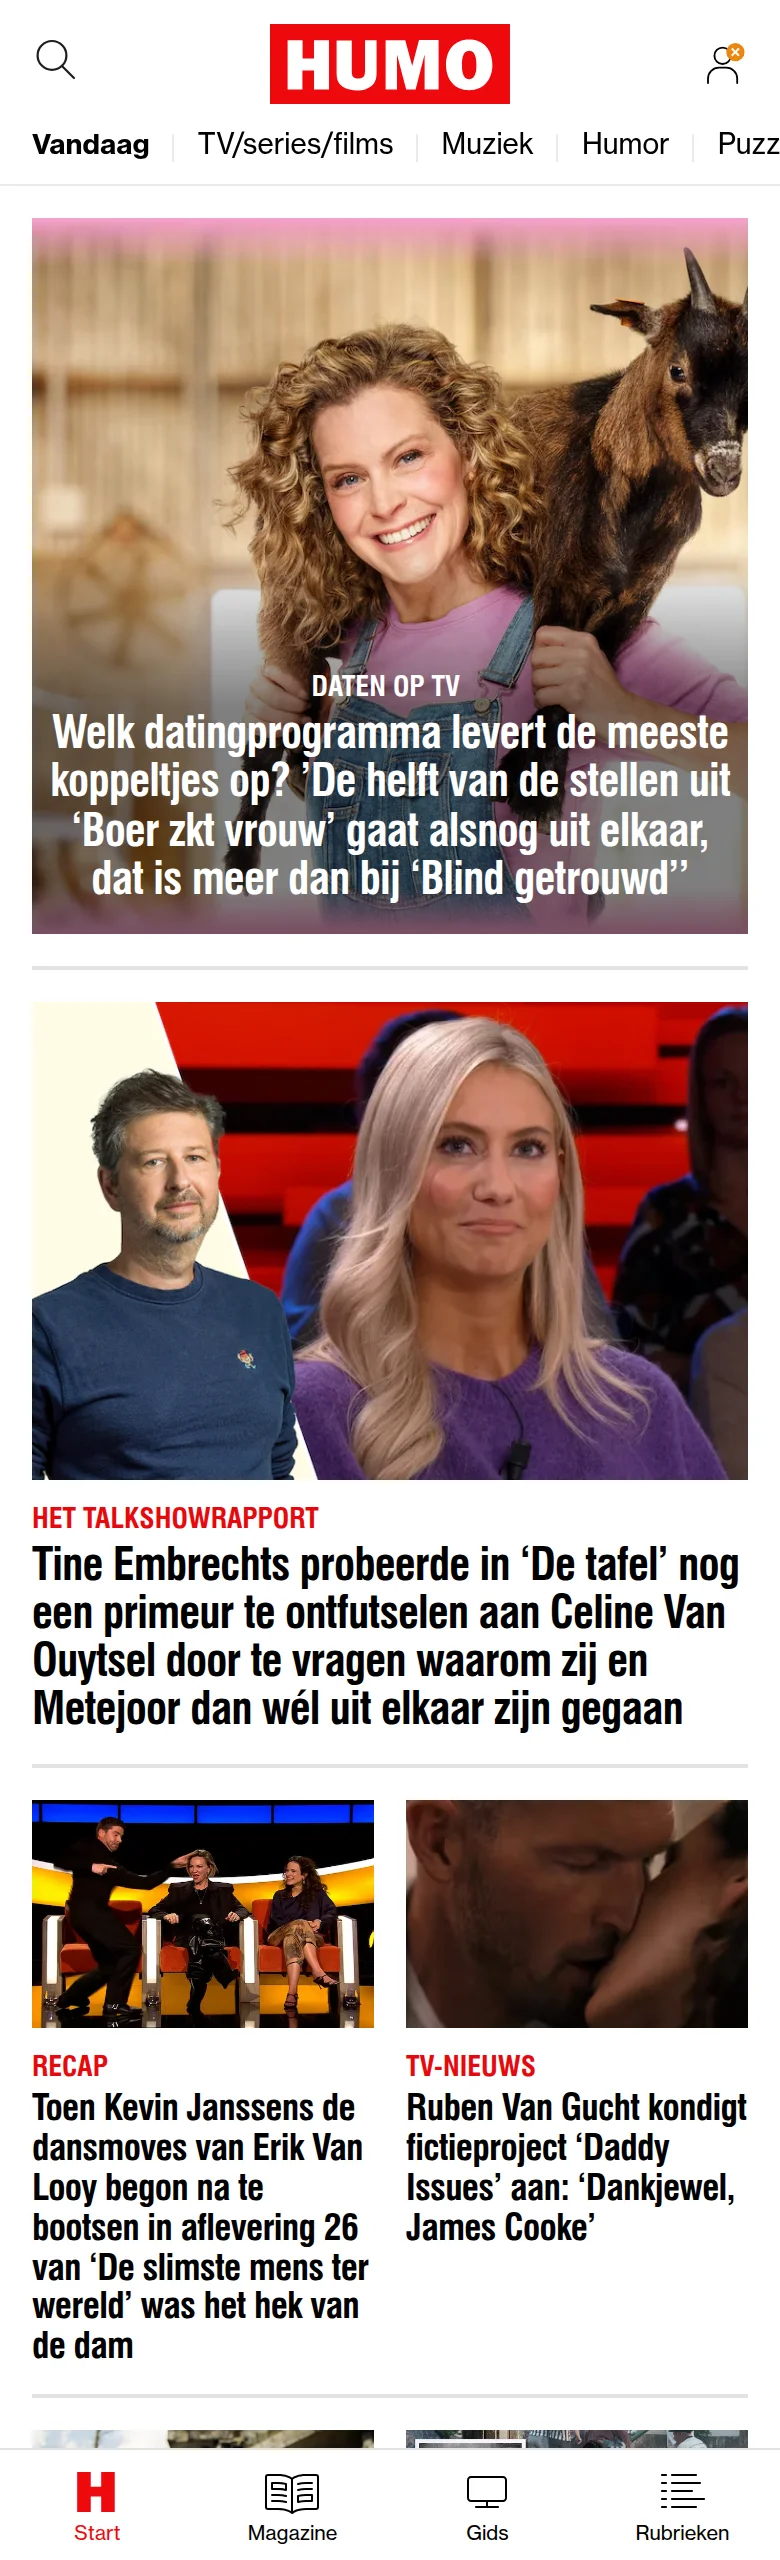 HUMO
Vandaag
TV/series/films
Muziek
Humor
Puzz
DATEN OP TV
Welk datingprogramma levert de meeste
koppeltjes op? ’De helft van de stellen uit
‘Boer zkt vrouw’ gaat alsnog uit elkaar,
dat is meer dan bij ‘Blind getrouwd’’
HET TALKSHOWRAPPORT
Tine Embrechts probeerde in ‘De tafel’ nog
een primeur te ontfutselen aan Celine Van
Ouytsel door te vragen waarom zij en
Metejoor dan wél uit elkaar zijn gegaan
RECAP
Toen Kevin Janssens de
dansmoves van Erik Van
Looy begon na te
bootsen in aflevering 26
van ‘De slimste mens ter
wereld’ was het hek van
de dam
TV-NIEUWS
Ruben Van Gucht kondigt
fictieproject ‘Daddy
Issues’ aan: ‘Dankjewel,
James Cooke’
H
Start
Magazine
Gids
Rubrieken